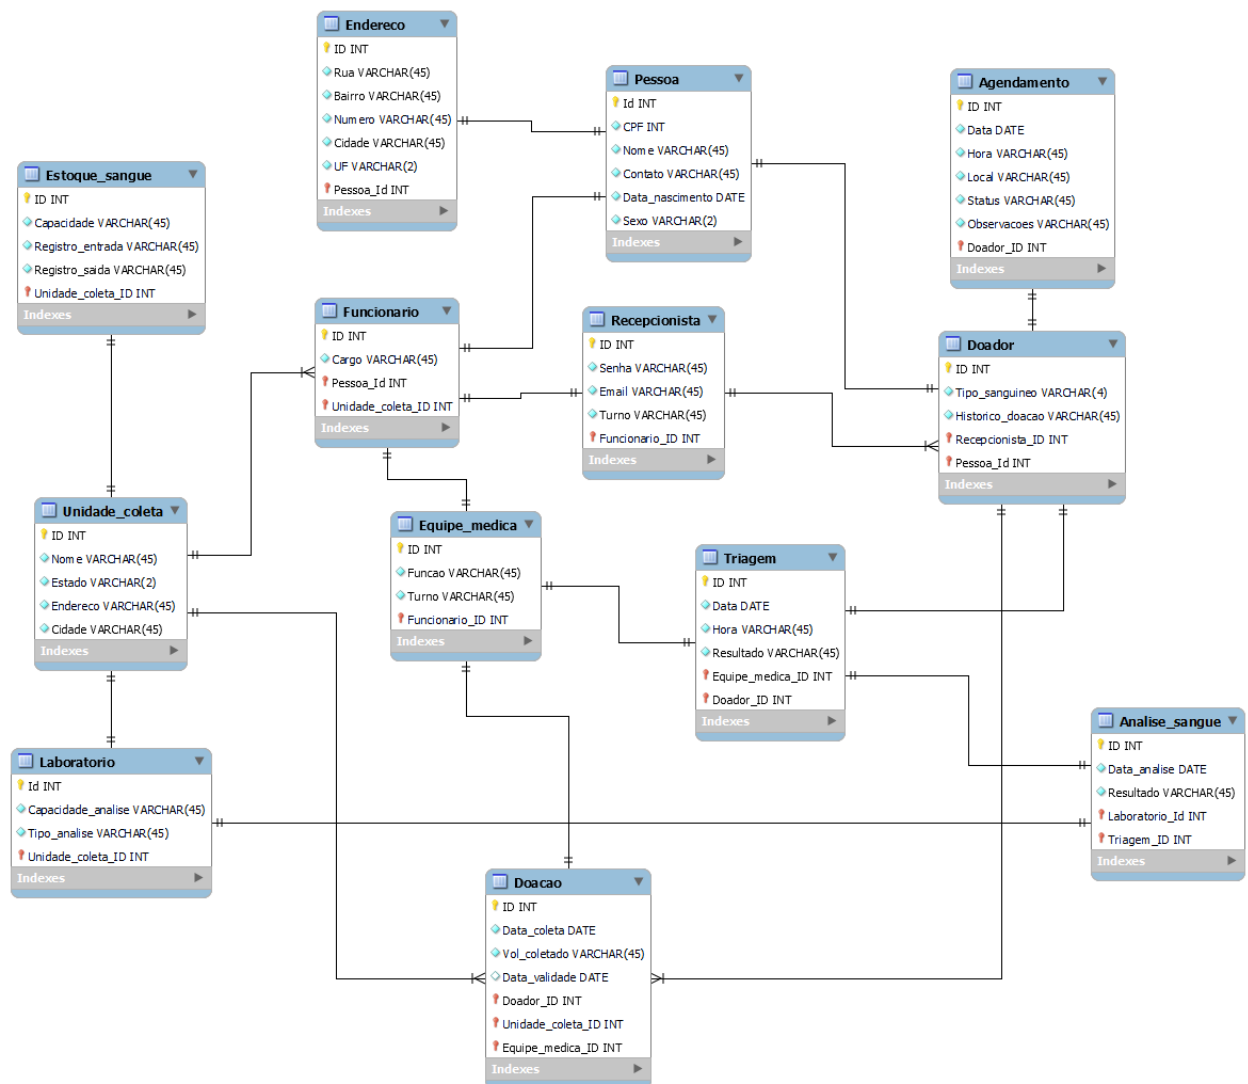 Endereco
ID INT
Rua VARCHAR(45)
Bairro VARCHAR(45)
Numero VARCHAR(45)
Cidade VARCHAR(45)
UF VARCHAR(2)
Pessoa_Id INT
Indexes
Pessoa
Id INT
CPF INT
Nome VARCHAR(45)
Contato VARCHAR(45)
Data_nascimento DATE
Sexo VARCHAR(2)
Indexes
Agendamento
ID INT
Data DATE
Hora VARCHAR(45)
Local VARCHAR(45)
Status VARCHAR(45)
Observacoes VARCHAR(45)
Doador_ID INT
Indexes
Estoque_sangue
ID INT
Capacidade VARCHAR(45)
Registro_entrada VARCHAR(45)
Registro_saida VARCHAR(45)
Unidade_coleta_ID INT
Indexes
Funcionario
ID INT
Cargo VARCHAR(45)
Pessoa_Id INT
Unidade_coleta_ID INT
Indexes
Recepcionista
ID INT
Senha VARCHAR(45)
Email VARCHAR(45)
Turno VARCHAR(45)
Funcionario_ID INT
Indexes
Doador
ID INT
Tipo_sanguineo VARCHAR(4)
Historico_doacao VARCHAR(45)
Recepcionista_ID INT
Pessoa_Id INT
Indexes
Unidade_coleta
ID INT
Nome VARCHAR(45)
Estado VARCHAR(2)
Endereco VARCHAR(45)
Cidade VARCHAR(45)
Indexes
Equipe_medica
ID INT
Funcao VARCHAR(45)
Turno VARCHAR(45)
Funcionario_ID INT
Indexes
Triagem
ID INT
Data DATE
Hora VARCHAR(45)
Resultado VARCHAR(45)
Equipe_medica_ID INT
Doador_ID INT
Indexes
Analise_sangue
ID INT
Data_analise DATE
Resultado VARCHAR(45)
Laboratorio_Id INT
Triagem_ID INT
Indexes
Laboratorio
Id INT
Capacidade_analise VARCHAR(45)
Tipo_analise VARCHAR(45)
Unidade_coleta_ID INT
Indexes
Doacao
ID INT
Data_coleta DATE
Vol_coletado VARCHAR(45)
Data_validade DATE
Doador_ID INT
Unidade_coleta_ID INT
Equipe_medica_ID INT
Indexes